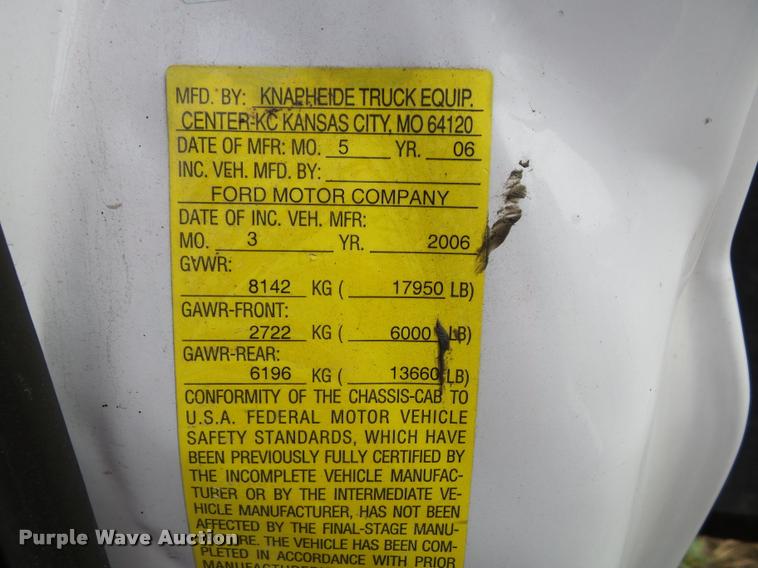 MFD. BY: KNAPHEIDE TRUCK EQUIP.
CENTER-KC KANSAS CITY, MO 64120
DATE OF MFR: MO. 5 YR. 06
INC. VEH. MFD. BY:
FORD MOTOR COMPANY
DATE OF INC. VEH. MFR:
MO. 3 YR. 2006
GVWR:
8142 KG ( 17950 LB)
GAWR-FRONT:
2722 KG ( 6000 LB)
GAWR-REAR:
6196 KG ( 13660 LB)
CONFORMITY OF THE CHASSIS-CAB TO
U.S.A. FEDERAL MOTOR VEHICLE
SAFETY STANDARDS, WHICH HAVE
BEEN PREVIOUSLY FULLY CERTIFIED BY
THE INCOMPLETE VEHICLE MANUFAC-
TURER OR BY THE INTERMEDIATE VE-
HICLE MANUFACTURER, HAS NOT BEEN
AFFECTED BY THE FINAL-STAGE MANU-
THE VEHICLE HAS BEEN COM-
PLETED IN ACCORDANCE WITH PRIOR
Purple Wave Auction